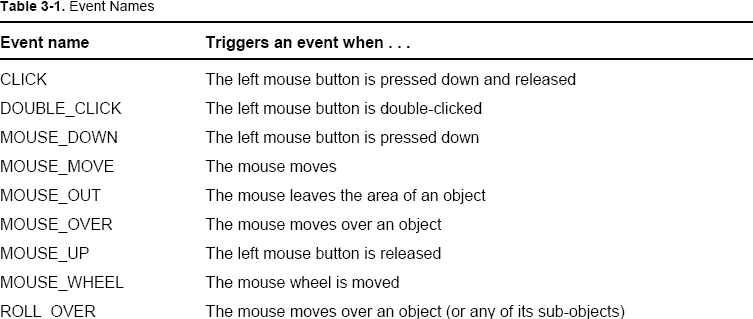 Table 3-1. Event Names
Event name Triggers an event when . . .
CLICK The left mouse button is pressed down and released
DOUBLE_CLICK The left mouse button is double-clicked
MOUSE_DOWN The left mouse button is pressed down
MOUSE_MOVE The mouse moves
MOUSE_OUT The mouse leaves the area of an object
MOUSE_OVER The mouse moves over an object
MOUSE_UP The left mouse button is released
MOUSE_WHEEL The mouse wheel is moved
ROLL_OVER The mouse moves over an object (or any of its sub-objects)